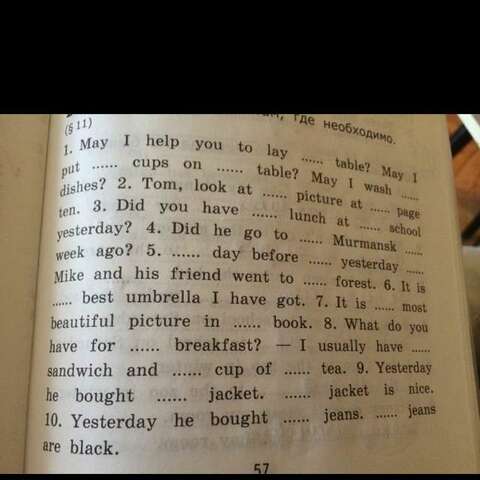 где необходимо.
(§ 11)
1. May I help you to lay ...... table? May I
put ...... cups on ...... table? May I wash ......
dishes? 2. Tom, look at ...... picture at ...... page
ten. 3. Did you have ...... lunch at ...... school
yesterday? 4. Did he go to ...... Murmansk ......
week ago? 5. ...... day before ...... yesterday ......
Mike and his friend went to ...... forest. 6. It is
...... best umbrella I have got. 7. It is ...... most
beautiful picture in ...... book. 8. What do you
have for ...... breakfast? — I usually have ......
sandwich and ...... cup of ...... tea. 9. Yesterday
he bought ...... jacket. ...... jacket is nice.
10. Yesterday he bought ...... jeans. ...... jeans
are black.
57